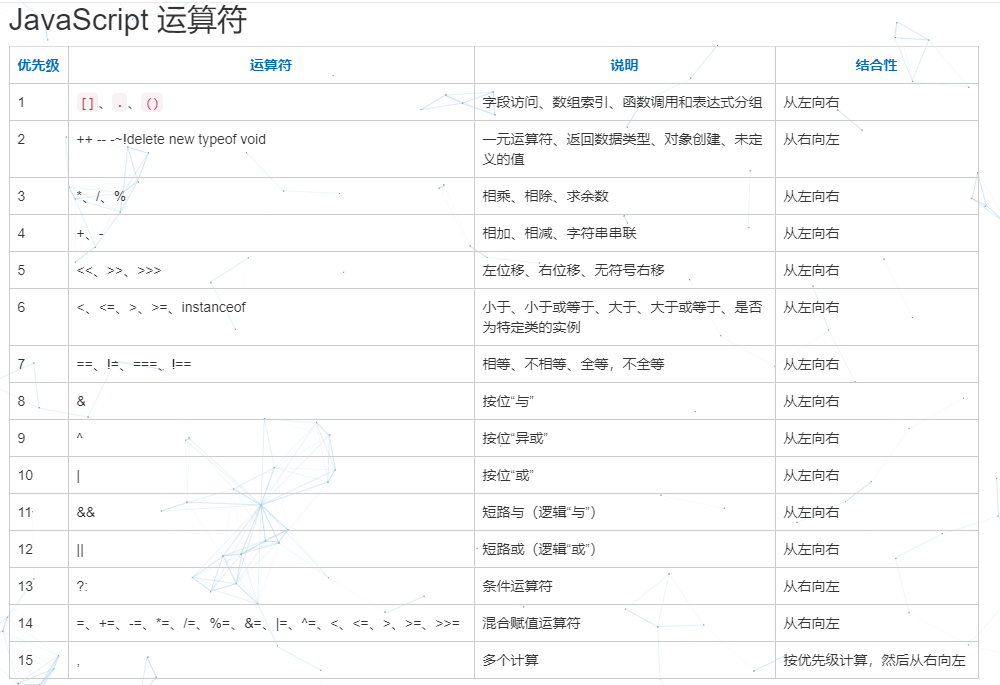 JavaScript 运算符
优先级 运算符 说明 结合性
1 []、.、() 字段访问、数组索引、函数调用和表达式分组 从左向右
2 ++ -- -~!delete new typeof void 一元运算符、返回数据类型、对象创建、未定 从右向左
义的值
3 *、/、% 相乘、相除、求余数 从左向右
4 +、- 相加、相减、字符串串联 从左向右
5 <<、>>、>>> 左位移、右位移、无符号右移 从左向右
6 <、<=、>、>=、instanceof 小于、小于或等于、大于、大于或等于、是否 从左向右
为特定类的实例
7 ==、!=、===、!== 相等、不相等、全等，不全等 从左向右
8 & 按位“与” 从左向右
9 ^ 按位“异或” 从左向右
10 | 按位“或” 从左向右
11 && 短路与（逻辑“与”） 从左向右
12 || 短路或（逻辑“或”） 从左向右
13 ?: 条件运算符 从右向左
14 =、+=、-=、*=、/=、%=、&=、|=、^=、<、<=、>、>=、>>= 混合赋值运算符 从右向左
15 , 多个计算 按优先级计算，然后从右向左